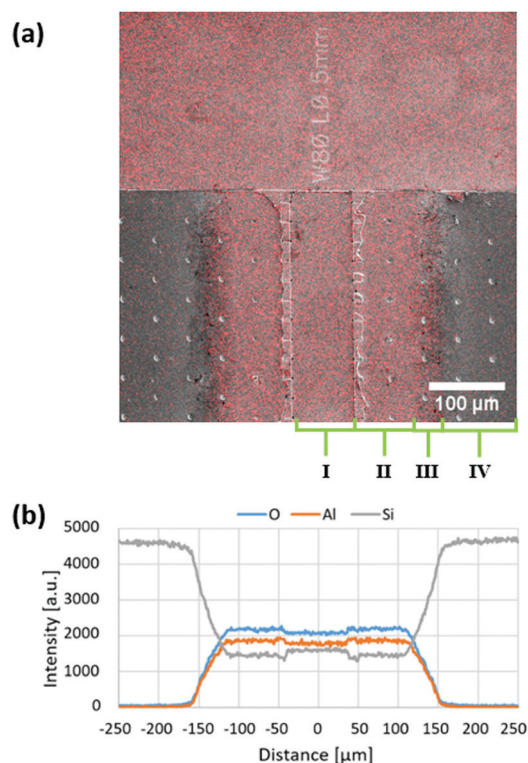 (a)
W80 L0.5mm
100 µm
I II III IV
(b)
O Al Si
5000
4000
3000
2000
1000
0
Intensity [a.u.]
-250 -200 -150 -100 -50 0 50 100 150 200 250
Distance [µm]